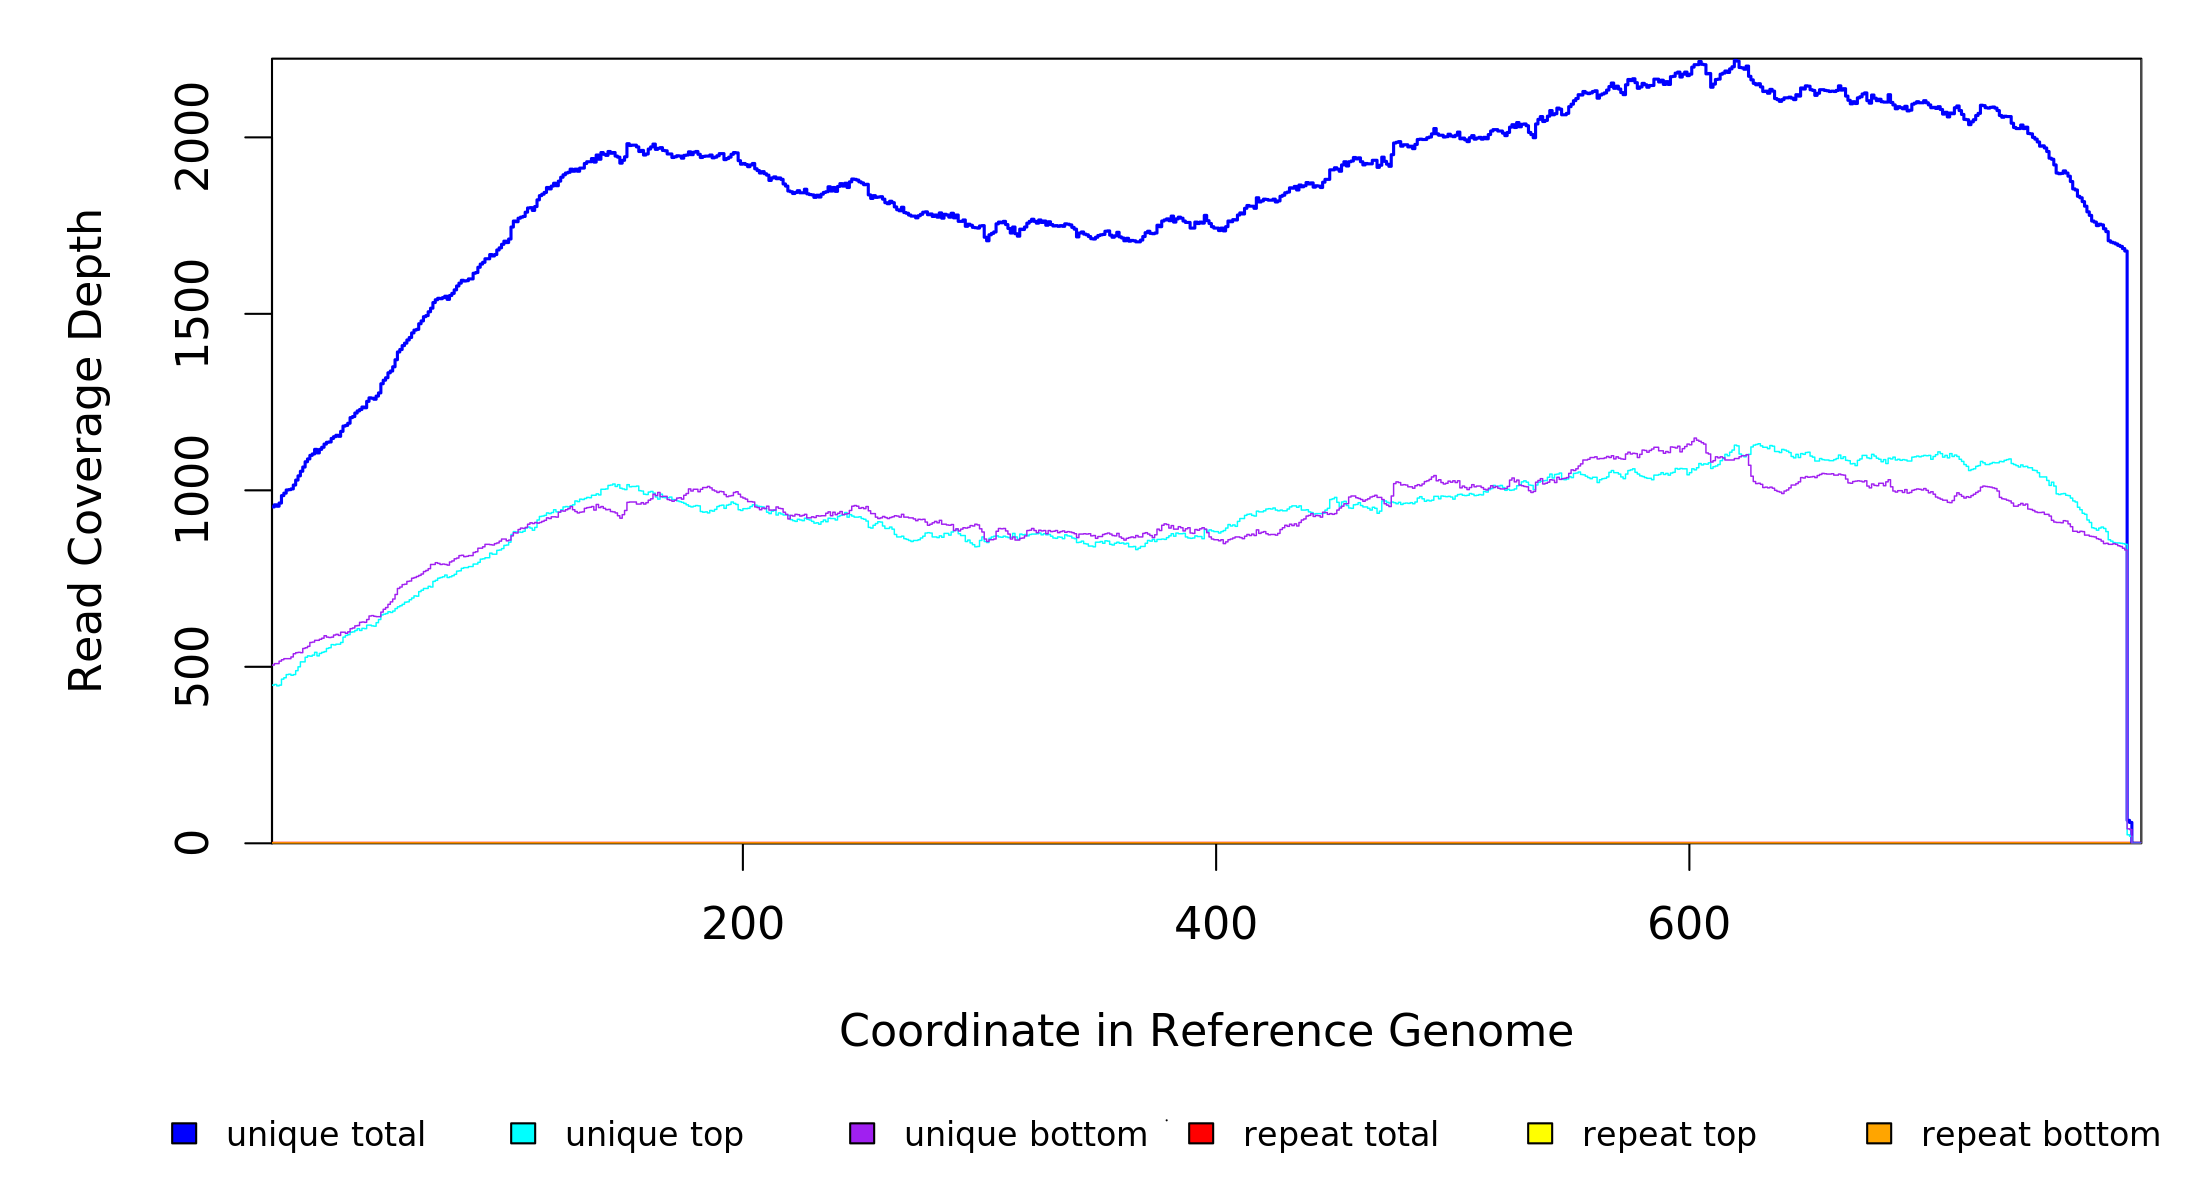 Read Coverage Depth
2000
1500
1000
500
0
200 400 600
Coordinate in Reference Genome
unique total unique top unique bottom repeat total repeat top repeat bottom